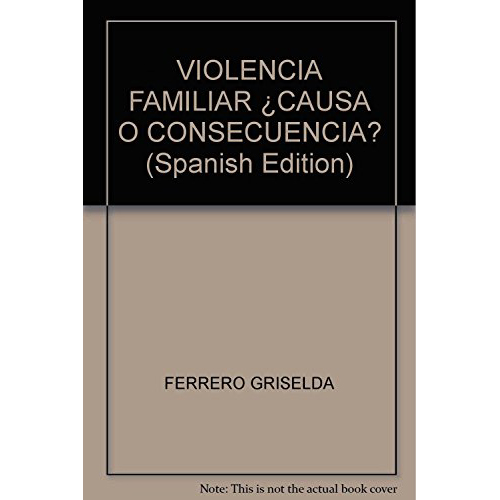 VIOLENCIA
FAMILIAR ¿CAUSA
O CONSECUENCIA?
(Spanish Edition)
FERRERO GRISELDA
Note: This is not the actual book cover